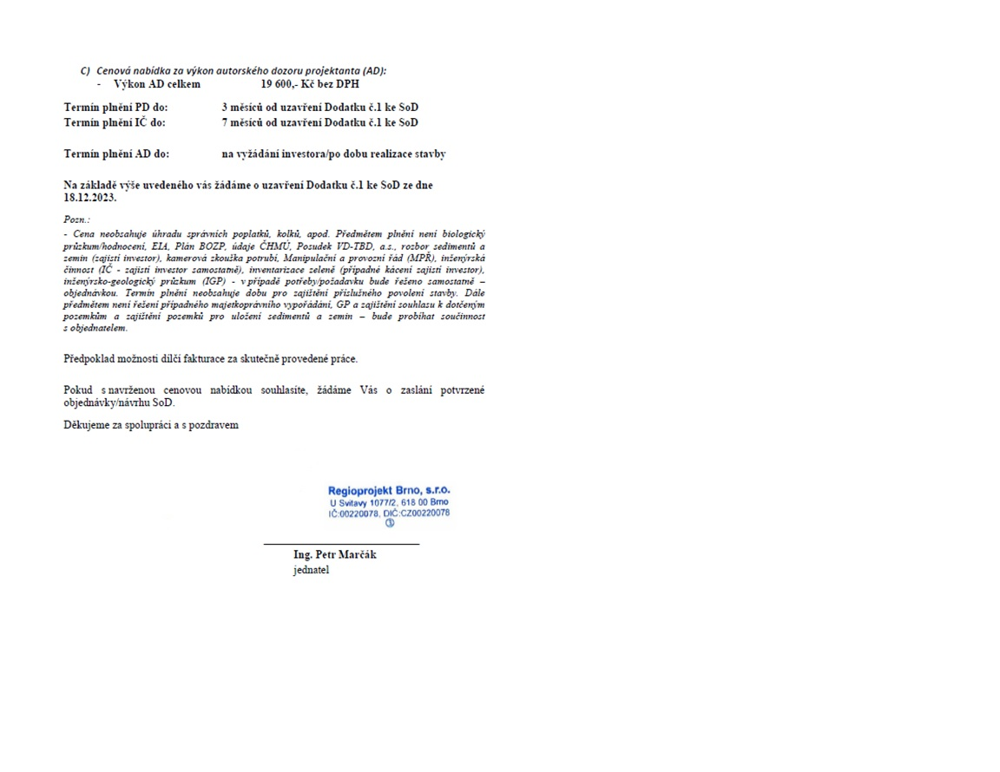 C) Cenová nabídka za výkon autorského dozoru projektanta (AD):
- Výkon AD celkem 19 600,- Kč bez DPH
Termín plnění PD do: 3 měsíců od uzavření Dodatku č.1 ke SoD
Termín plnění IČ do: 7 měsíců od uzavření Dodatku č.1 ke SoD
Termín plnění AD do: na vyžádání investora/po dobu realizace stavby
Na základě výše uvedeného vás žádáme o uzavření Dodatku č.1 ke SoD ze dne
18.12.2023.
Pozn.:
- Cena neobsahuje úhradu správních poplatků, kolků, apod. Předmětem plnění není biologický
průzkum/hodnocení, EIA, Plán BOZP, údaje ČHMÚ, Posudek VD-TBD, a.s., rozbor sedimentů a
zemin (zajistí investor), kamerová zkouška potrubí, Manipulační a provozní řád (MPŘ), inženýrská
činnost (IČ - zajistí investor samostatně), inventarizace zeleně (případné kácení zajistí investor),
inženýrsko-geologický průzkum (IGP) - v případě potřeby/požadavku bude řešeno samostatně –
objednávkou. Termín plnění neobsahuje dobu pro zajištění příslušného povolení stavby. Dále
předmětem není řešení případného majetkoprávního vypořádání, GP a zajištění souhlasu k dotčeným
pozemkům a zajištění pozemků pro uložení sedimentů a zemin – bude probíhat součinnost
s objednatelem.
Předpoklad možnosti dílčí fakturace za skutečně provedené práce.
Pokud s navrženou cenovou nabídkou souhlasíte, žádáme Vás o zaslání potvrzené
objednávky/návrhu SoD.
Děkujeme za spolupráci a s pozdravem
Regioprojekt Brno, s.r.o.
U Svitavy 1077/2, 618 00 Brno
IČ:00220078, DIČ:CZ00220078
①
Ing. Petr Marčák
jednatel